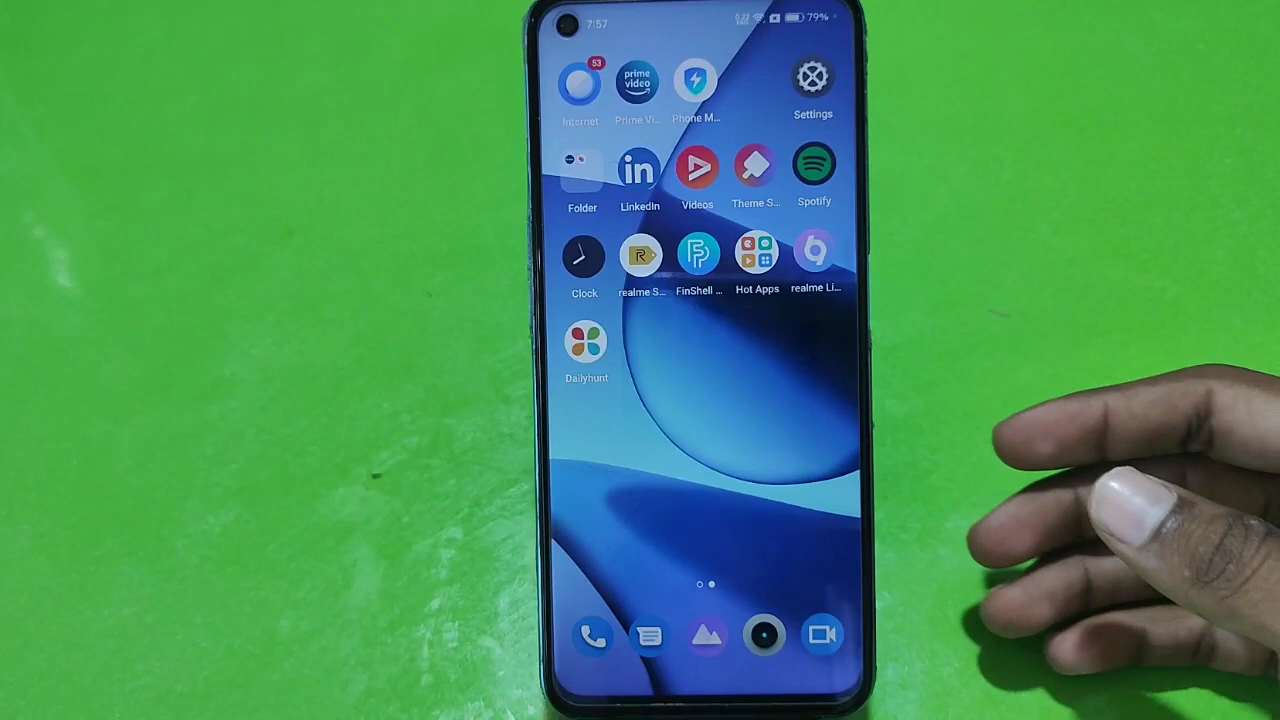 7:57
79%
53
prime
video
Internet
Prime Vi...
Phone M...
Settings
in
Folder
LinkedIn
Videos
Theme S...
Spotify
R
Clock
realme S...
FinShell ...
Hot Apps
realme Li...
Dailyhunt